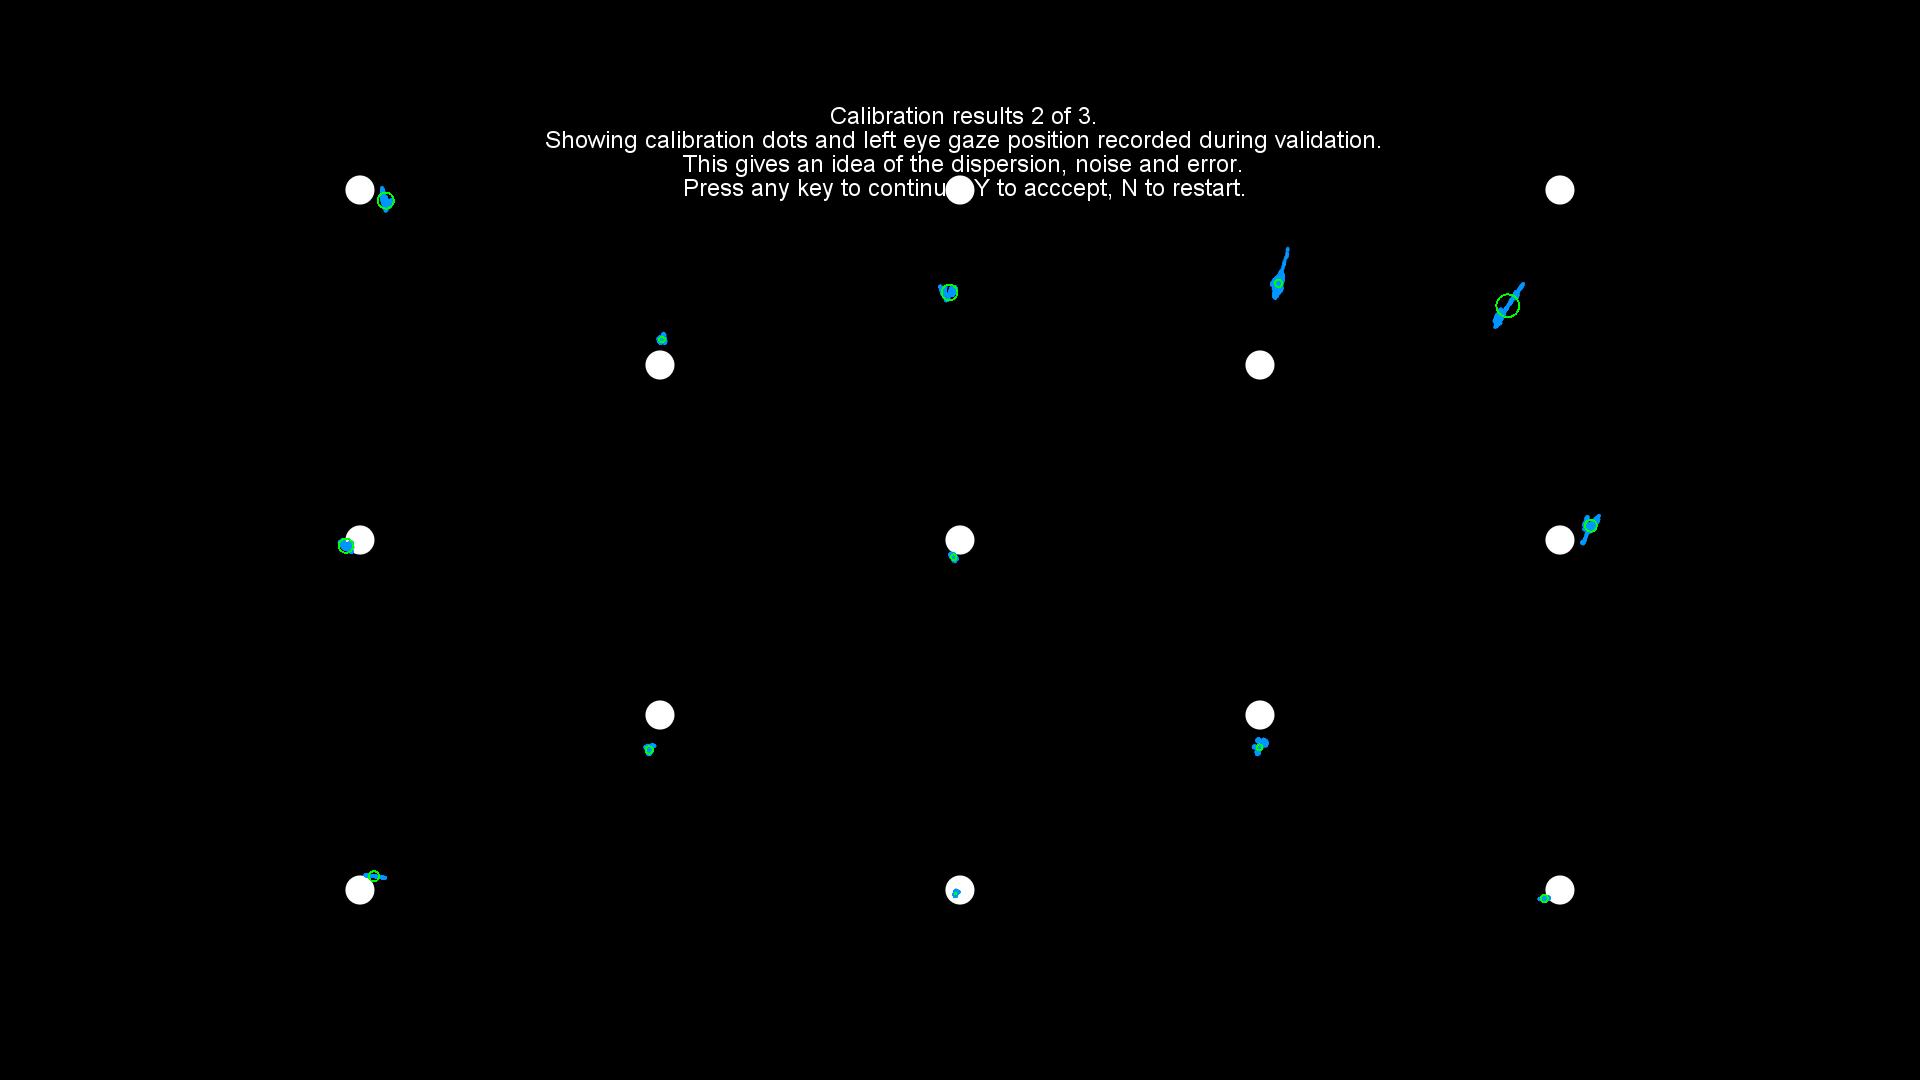 Calibration results 2 of 3.
Showing calibration dots and left eye gaze position recorded during validation.
This gives an idea of the dispersion, noise and error.
Press any key to continu Y to acccept, N to restart.